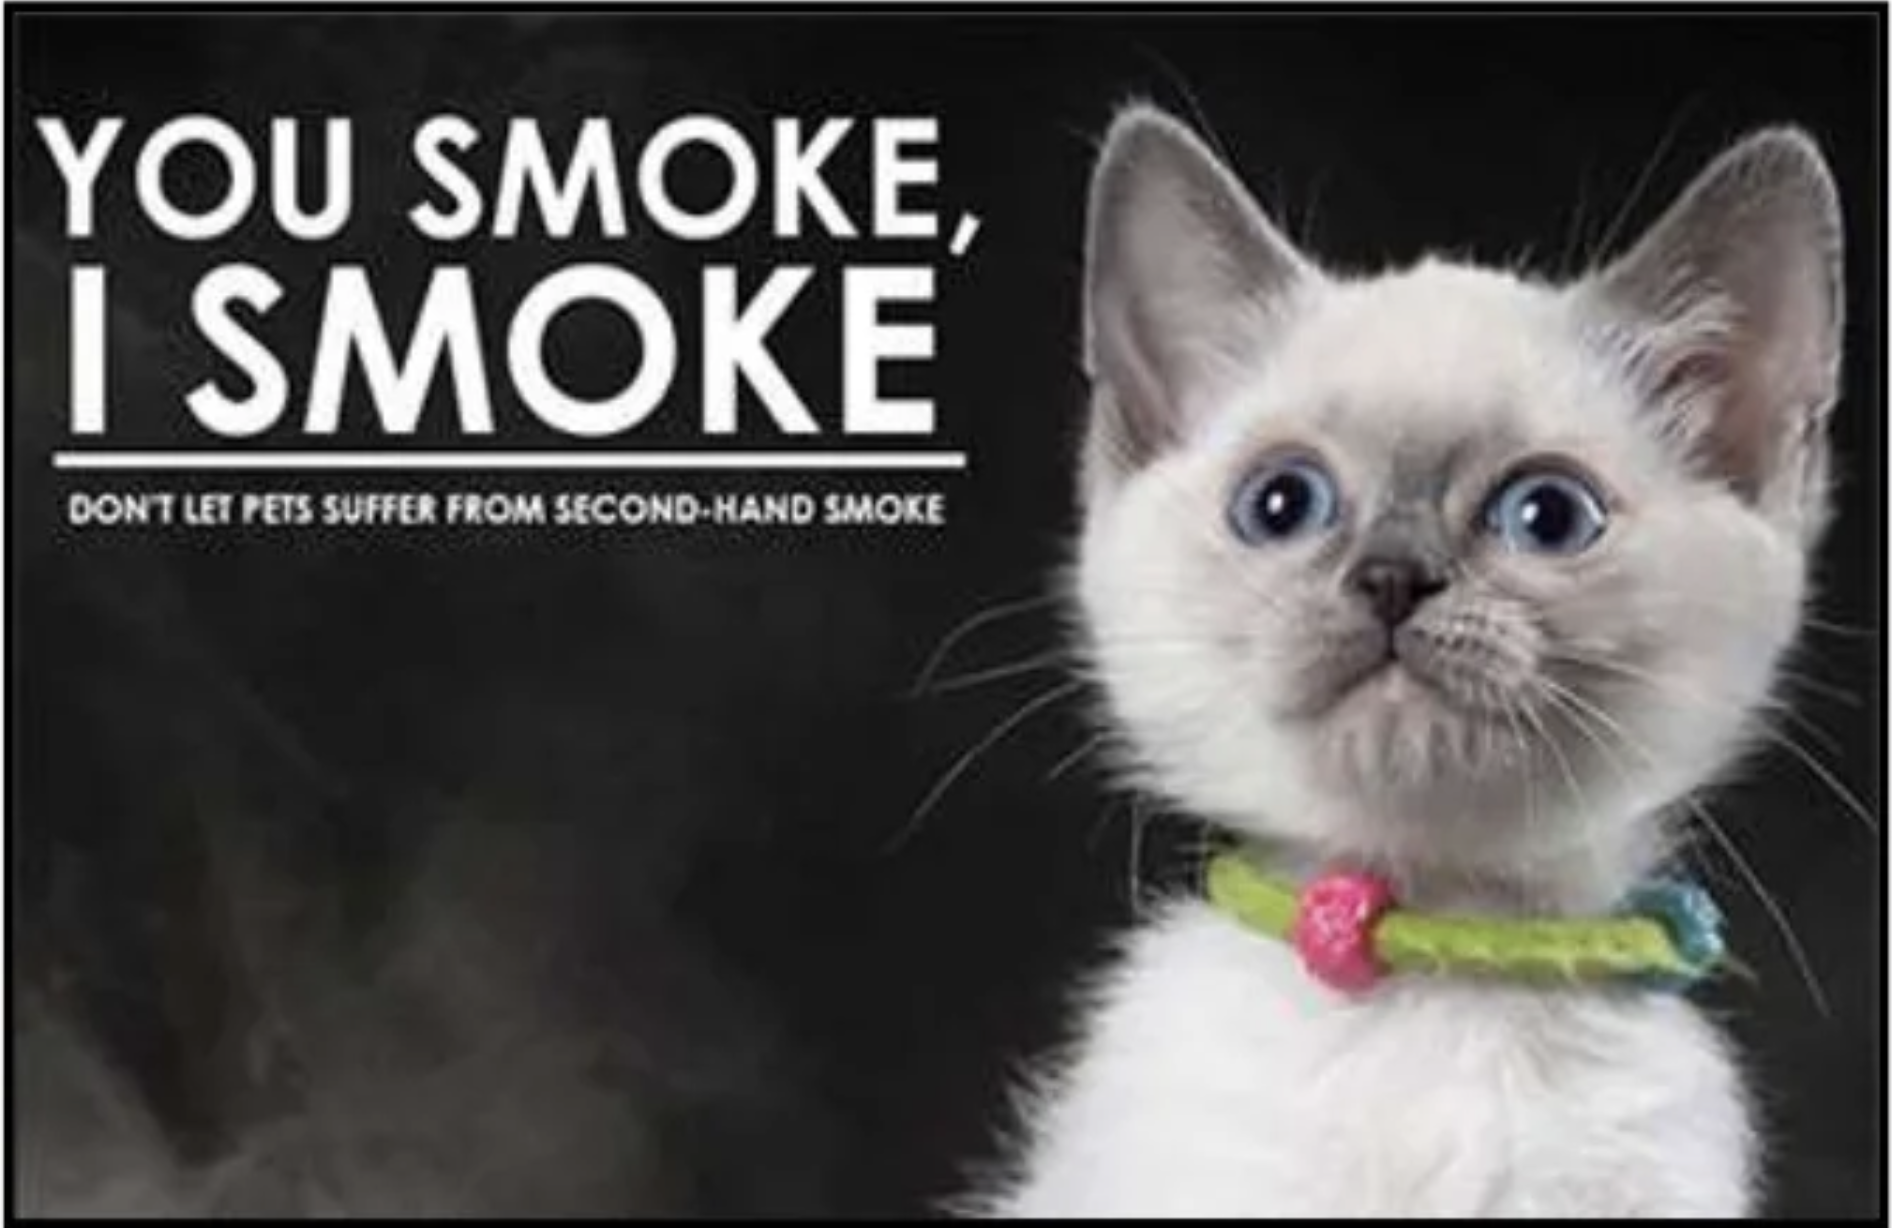 YOU SMOKE,
I SMOKE
DON'T LET PETS SUFFER FROM SECOND-HAND SMOKE